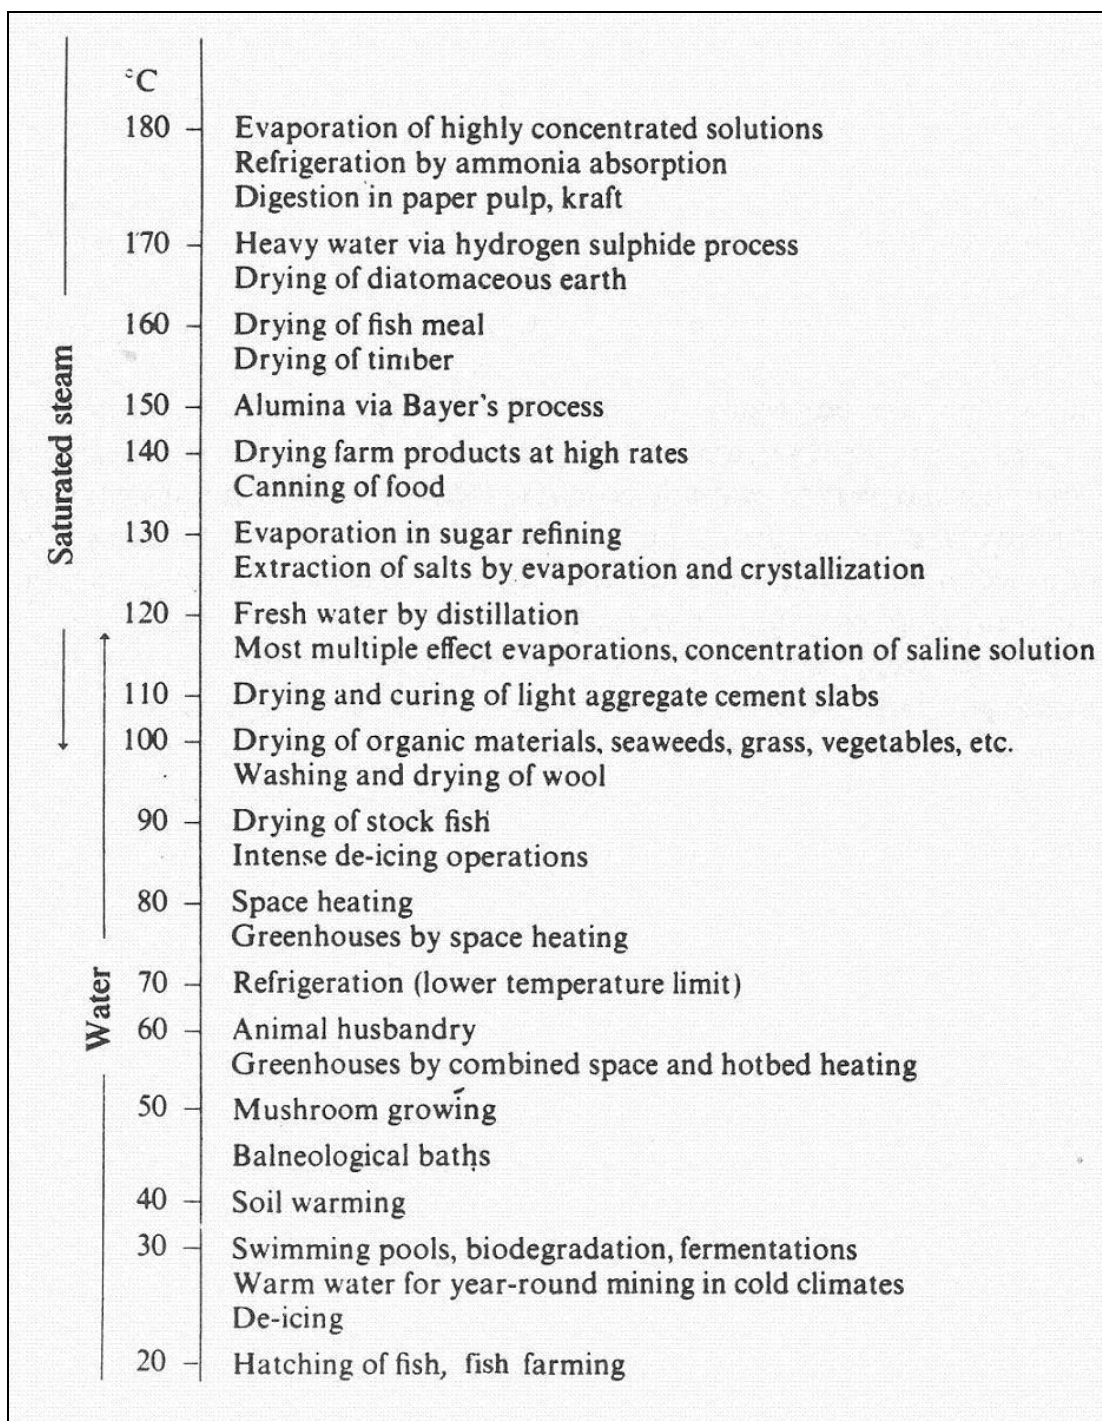 °C
180 Evaporation of highly concentrated solutions
Refrigeration by ammonia absorption
Digestion in paper pulp, kraft
170 Heavy water via hydrogen sulphide process
Drying of diatomaceous earth
160 Drying of fish meal
Drying of timber
150 Alumina via Bayer's process
140 Drying farm products at high rates
Canning of food
130 Evaporation in sugar refining
Extraction of salts by evaporation and crystallization
120 Fresh water by distillation
Most multiple effect evaporations, concentration of saline solution
110 Drying and curing of light aggregate cement slabs
100 Drying of organic materials, seaweeds, grass, vegetables, etc.
Washing and drying of wool
90 Drying of stock fish
Intense de-icing operations
80 Space heating
Greenhouses by space heating
70 Refrigeration (lower temperature limit)
60 Animal husbandry
Greenhouses by combined space and hotbed heating
50 Mushroom growing
Balneological baths
40 Soil warming
30 Swimming pools, biodegradation, fermentations
Warm water for year-round mining in cold climates
De-icing
20 Hatching of fish, fish farming
Saturated steam
Water